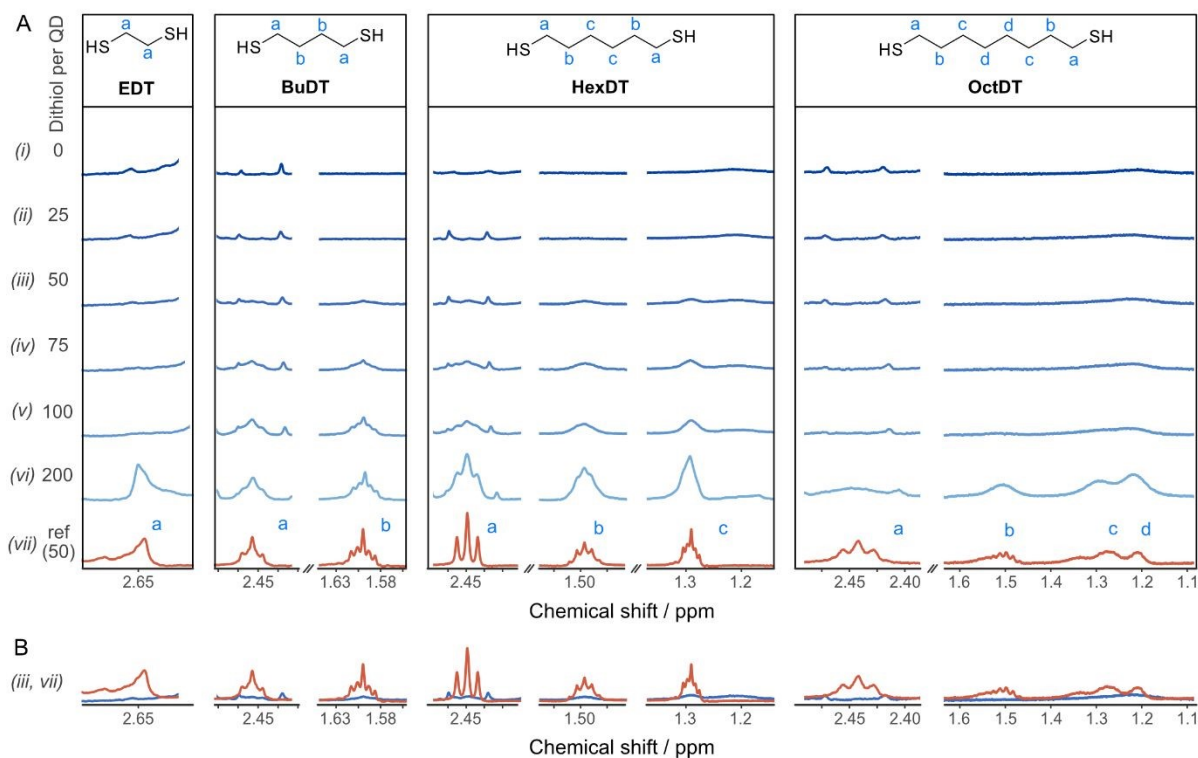 A
a
HS
SH
a
EDT
a
b
HS
SH
b
a
BuDT
a
c
b
HS
SH
b
c
a
HexDT
a
c
d
b
HS
SH
b
d
c
a
OctDT
Dithiol per QD
(i) 0
(ii) 25
(iii) 50
(iv) 75
(v) 100
(vi) 200
(vii) ref (50)
a
a
b
a
b
c
a
b
c
d
2.65
2.45 // 1.63 1.58
2.45 // 1.50 // 1.3 1.2
2.45 2.40 // 1.6 1.5 1.4 1.3 1.2 1.1
Chemical shift / ppm
B
(iii, vii)
2.65
2.45 // 1.63 1.58
2.45 // 1.50 // 1.3 1.2
2.45 2.40 // 1.6 1.5 1.4 1.3 1.2 1.1
Chemical shift / ppm